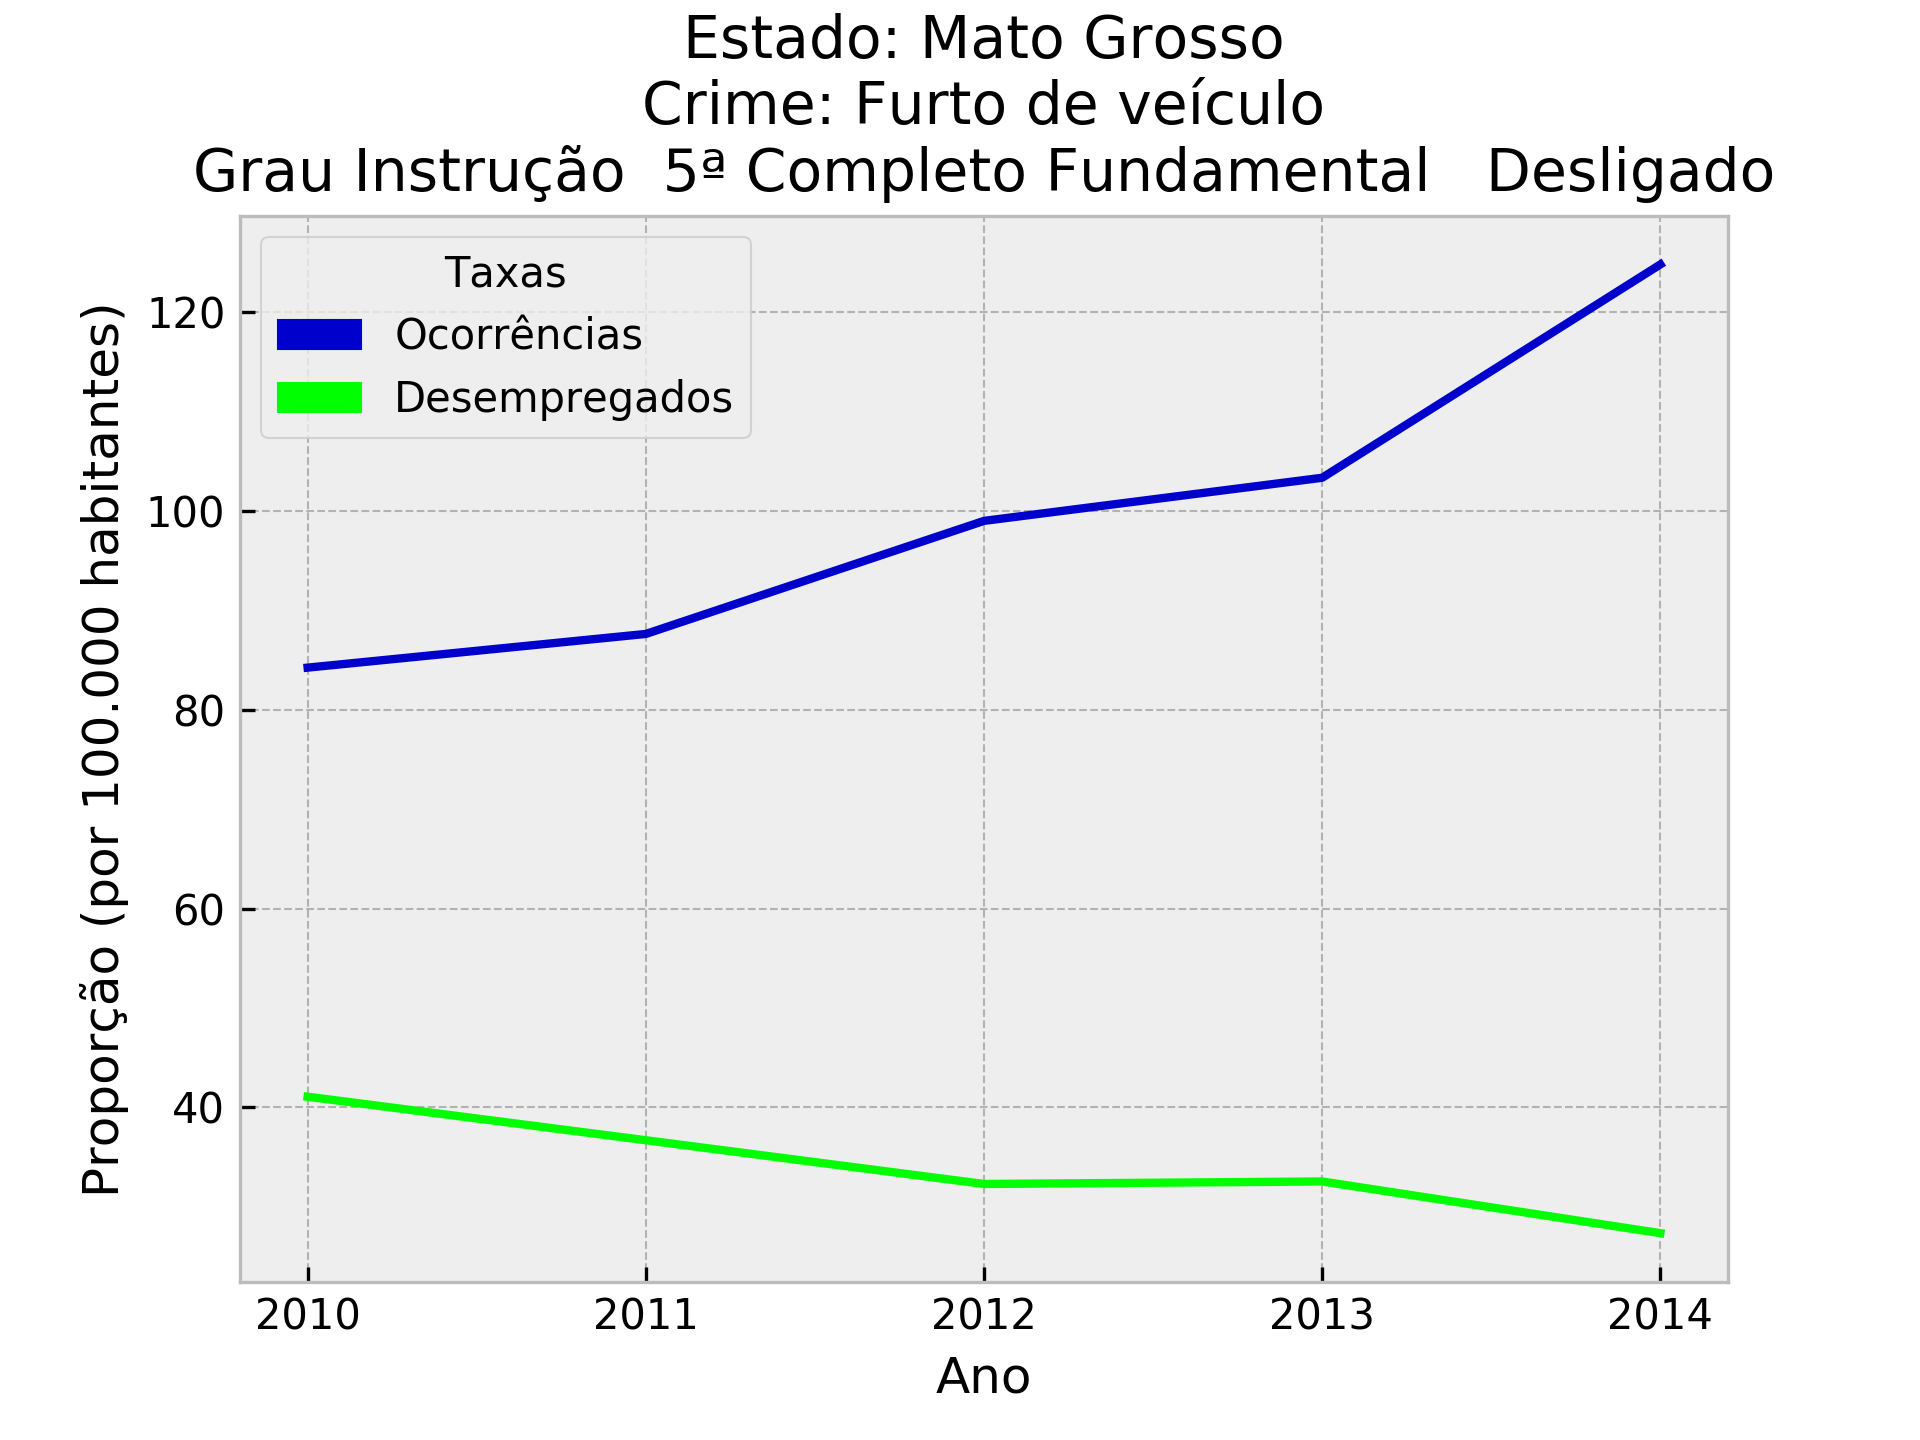 Estado: Mato Grosso
Crime: Furto de veículo
Grau Instrução  5ª Completo Fundamental   Desligado
Taxas
Ocorrências
Desempregados
Proporção (por 100.000 habitantes)
120
100
80
60
40
2010 2011 2012 2013 2014
Ano